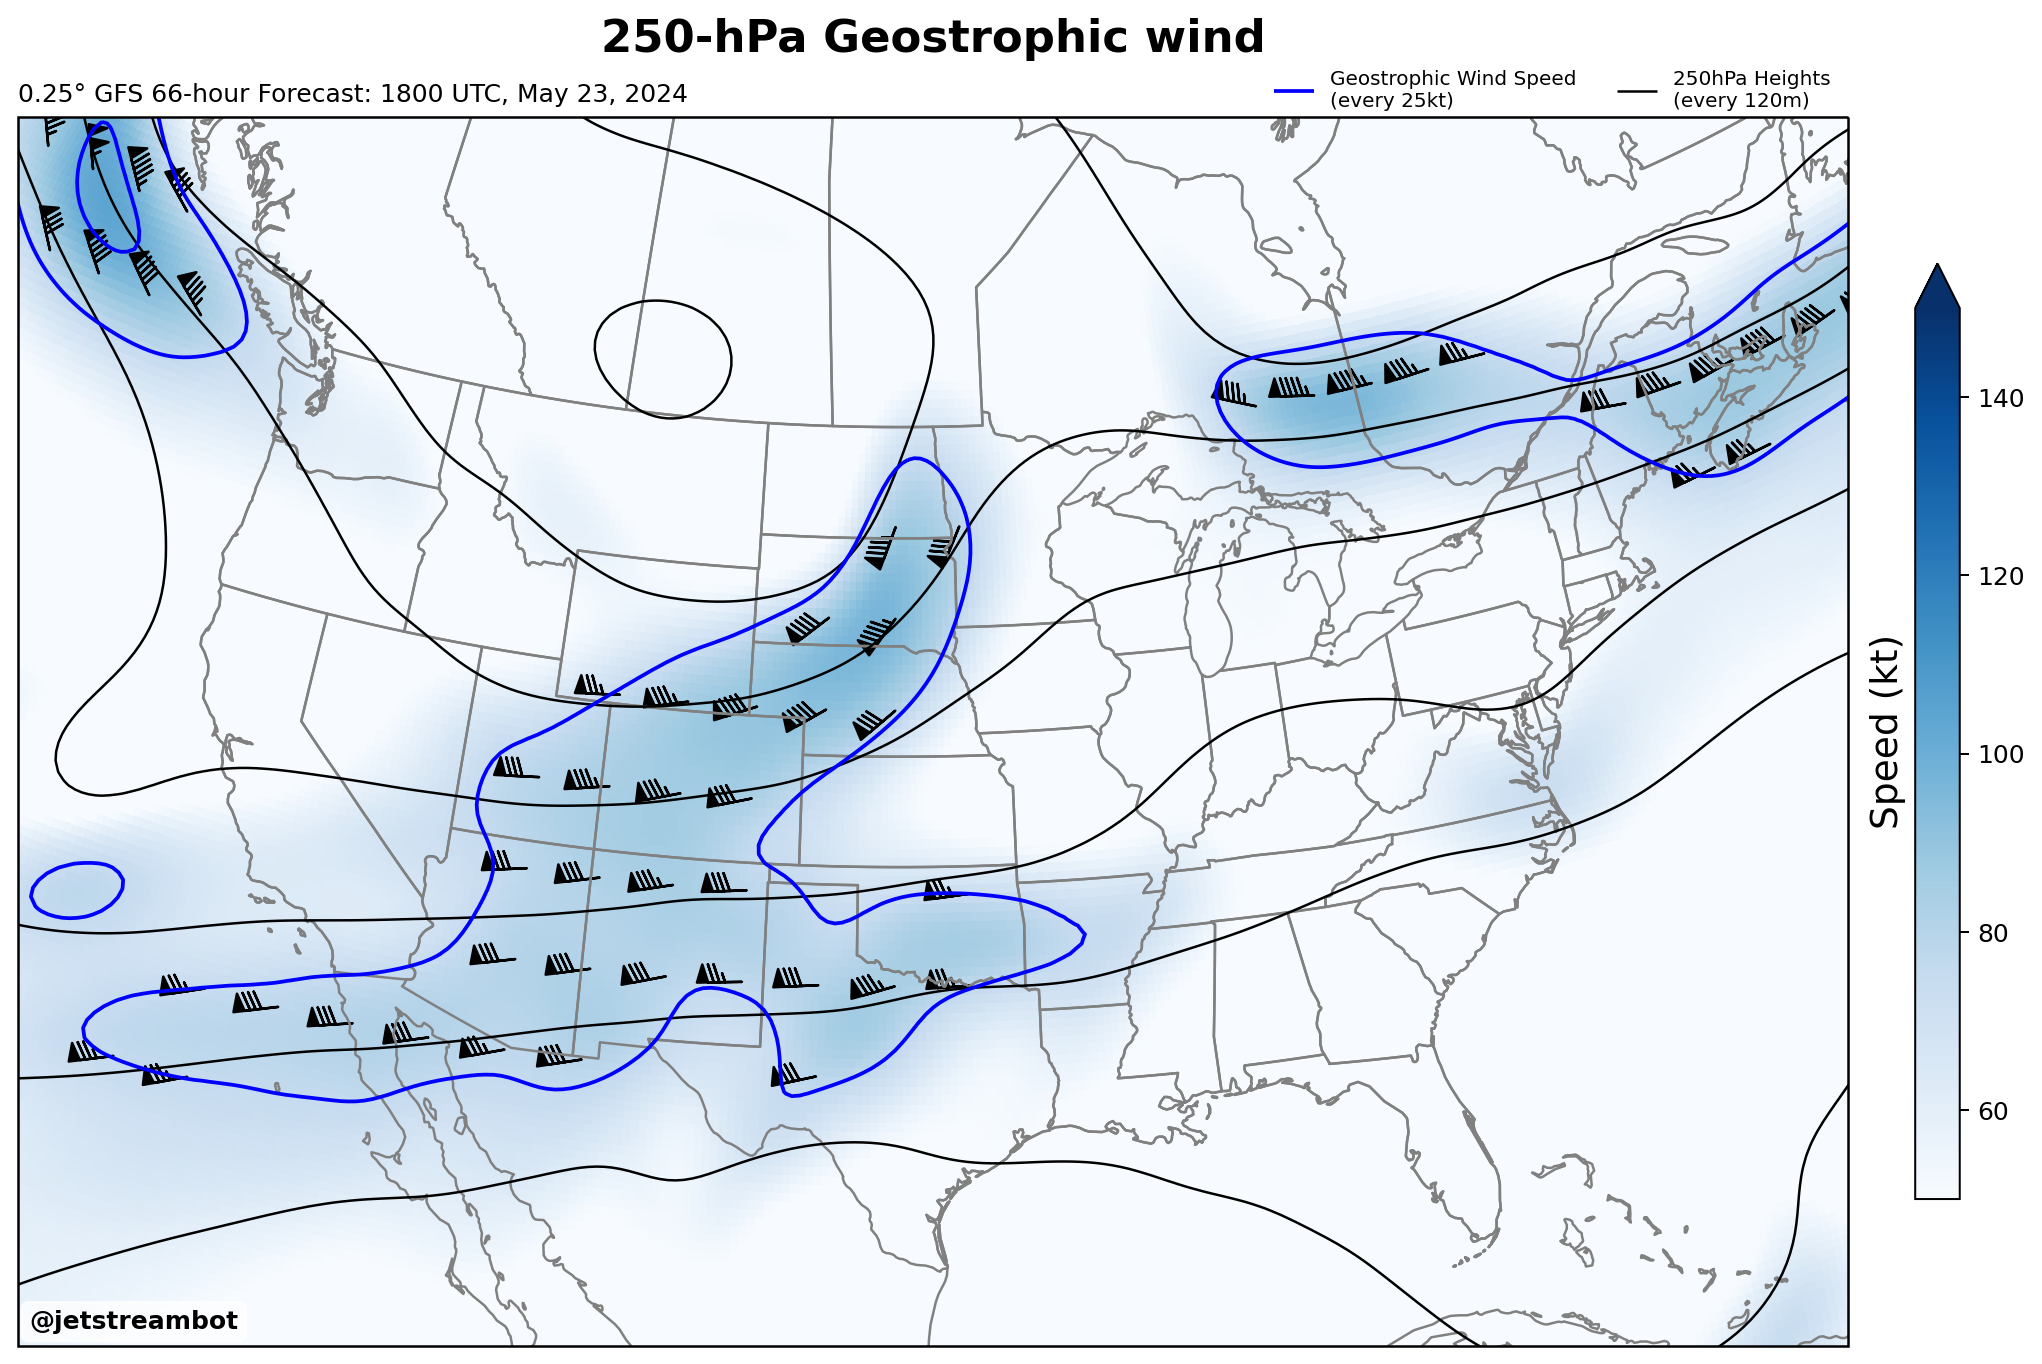 250-hPa Geostrophic wind
0.25° GFS 66-hour Forecast: 1800 UTC, May 23, 2024
Geostrophic Wind Speed
(every 25kt)
250hPa Heights
(every 120m)
140
120
100
80
60
Speed (kt)
@jetstreambot